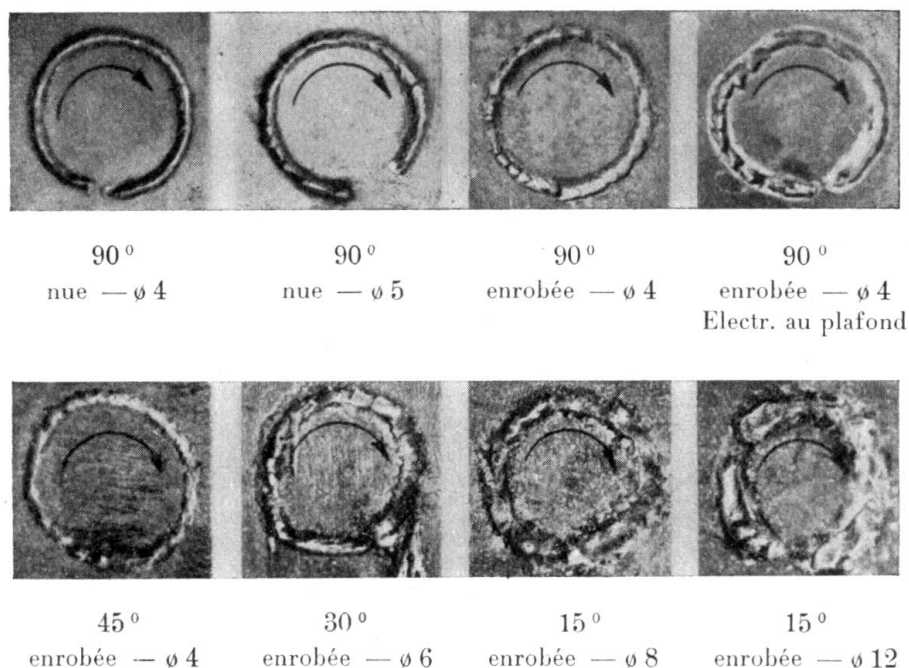 90° 90° 90° 90°
nue — ø 4 nue — ø 5 enrobée — ø 4 enrobée — ø 4
Electr. au plafond
45° 30° 15° 15°
enrobée — ø 4 enrobée — ø 6 enrobée — ø 8 enrobée — ø 12